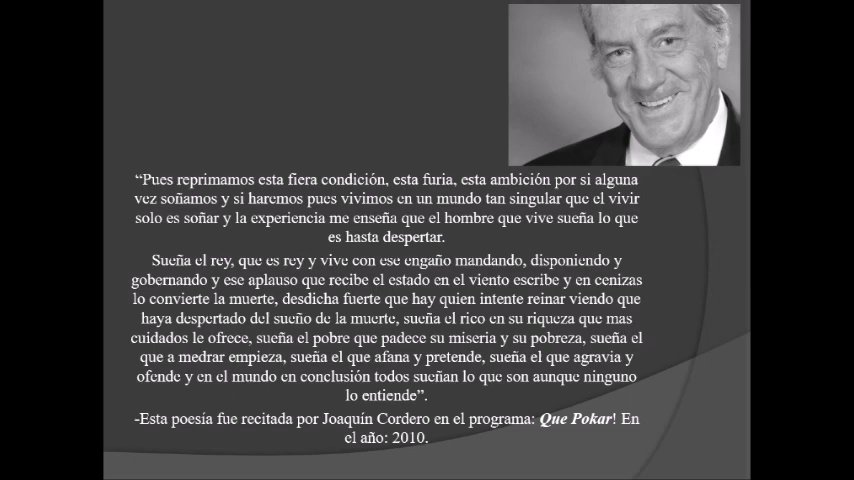 “Pues reprimamos esta fiera condición, esta furia, esta ambición por si alguna
vez soñamos y si haremos pues vivimos en un mundo tan singular que el vivir
solo es soñar y la experiencia me enseña que el hombre que vive sueña lo que
es hasta despertar.
Sueña el rey, que es rey y vive con ese engaño mandando, disponiendo y
gobernando y ese aplauso que recibe el estado en el viento escribe y en cenizas
lo convierte la muerte, desdicha fuerte que hay quien intente reinar viendo que
haya despertado del sueño de la muerte, sueña el rico en su riqueza que mas
cuidados le ofrece, sueña el pobre que padece su miseria y su pobreza, sueña el
que a medrar empieza, sueña el que afana y pretende, sueña el que agravia y
ofende y en el mundo en conclusión todos sueñan lo que son aunque ninguno
lo entiende”.
-Esta poesía fue recitada por Joaquín Cordero en el programa: Que Pokar! En
el año: 2010.